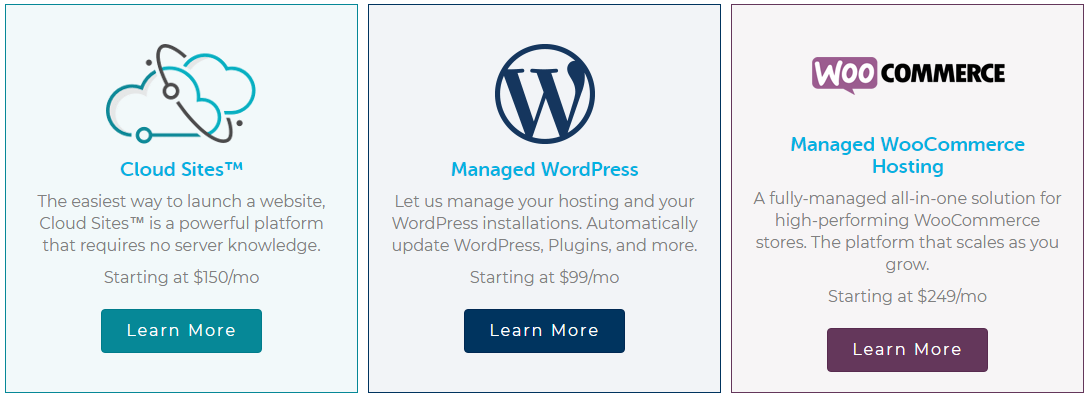 Cloud Sites™
The easiest way to launch a website,
Cloud Sites™ is a powerful platform
that requires no server knowledge.
Starting at $150/mo
Learn More
W
Managed WordPress
Let us manage your hosting and your
WordPress installations. Automatically
update WordPress, Plugins, and more.
Starting at $99/mo
Learn More
WOO COMMERCE
Managed WooCommerce
Hosting
A fully-managed all-in-one solution for
high-performing WooCommerce
stores. The platform that scales as you
grow.
Starting at $249/mo
Learn More